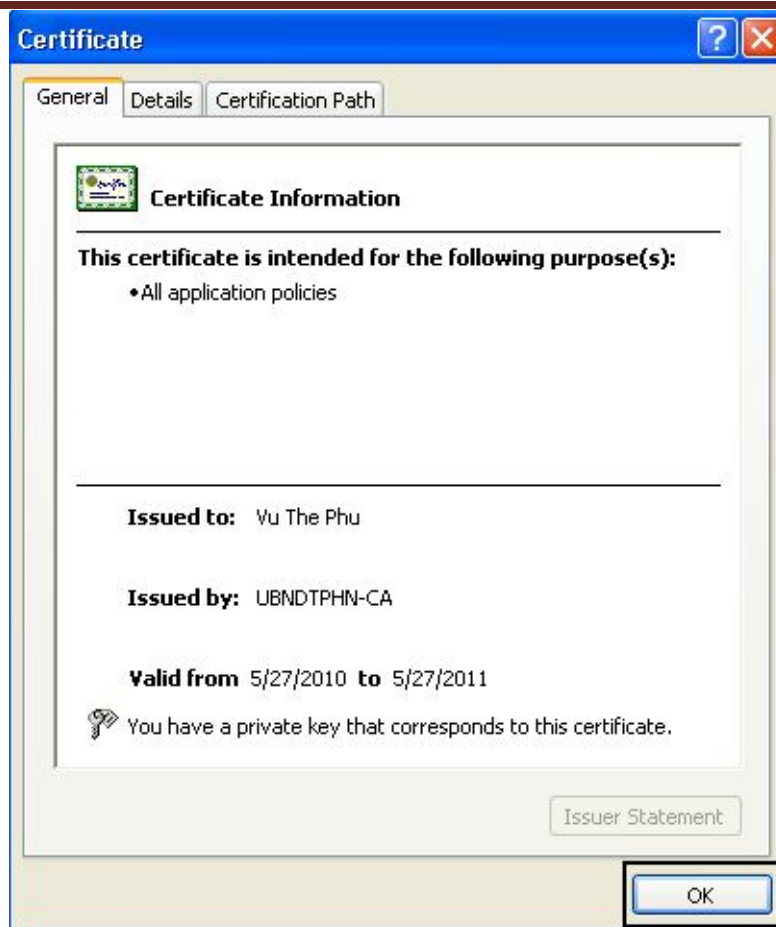 Certificate
General Details Certification Path
Certificate Information
This certificate is intended for the following purpose(s):
•All application policies
Issued to: Vu The Phu
Issued by: UBNDTPHN-CA
Valid from 5/27/2010 to 5/27/2011
You have a private key that corresponds to this certificate.
Issuer Statement
OK